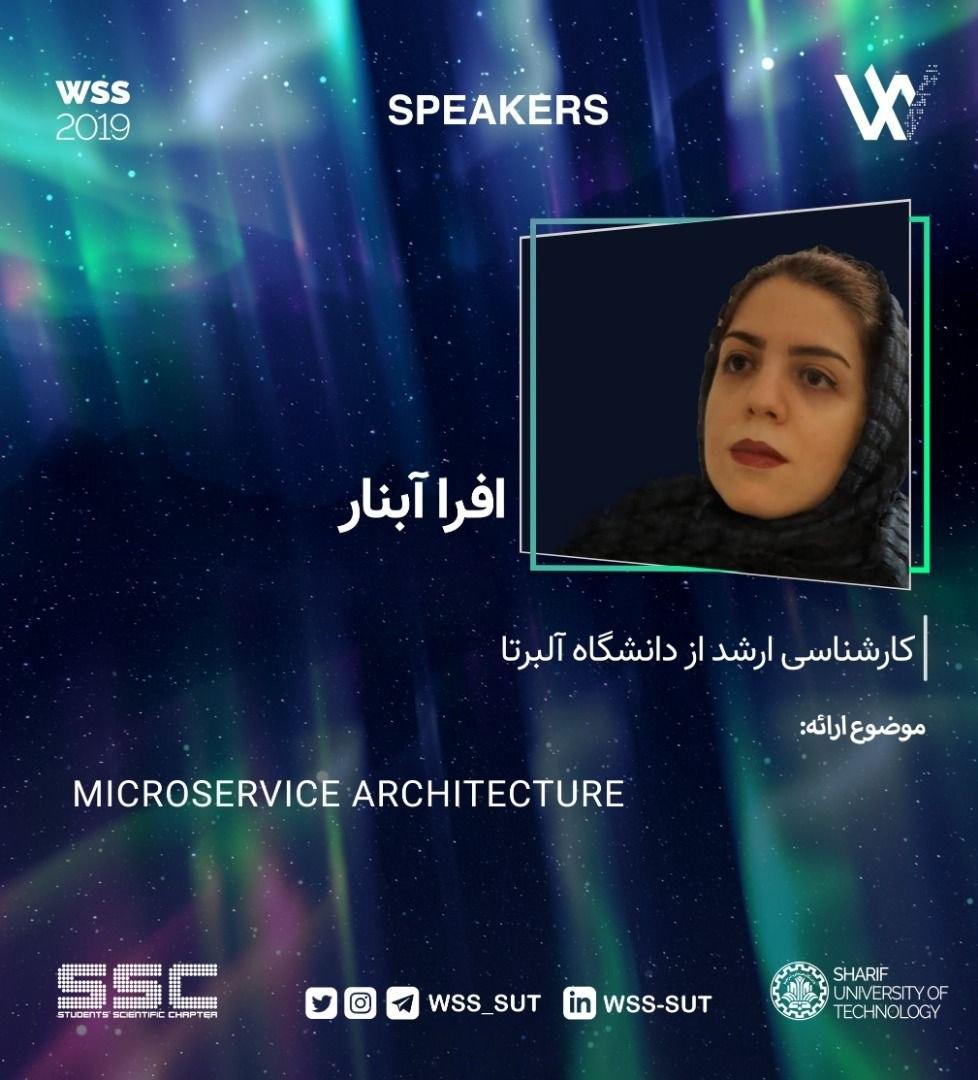 WSS
2019
SPEAKERS
افرا آبنار
کارشناسی ارشد از دانشگاه آلبرتا
موضوع ارائه:
MICROSERVICE ARCHITECTURE
SSC
STUDENTS' SCIENTIFIC CHAPTER
WSS_SUT
WSS-SUT
SHARIF
UNIVERSITY OF
TECHNOLOGY